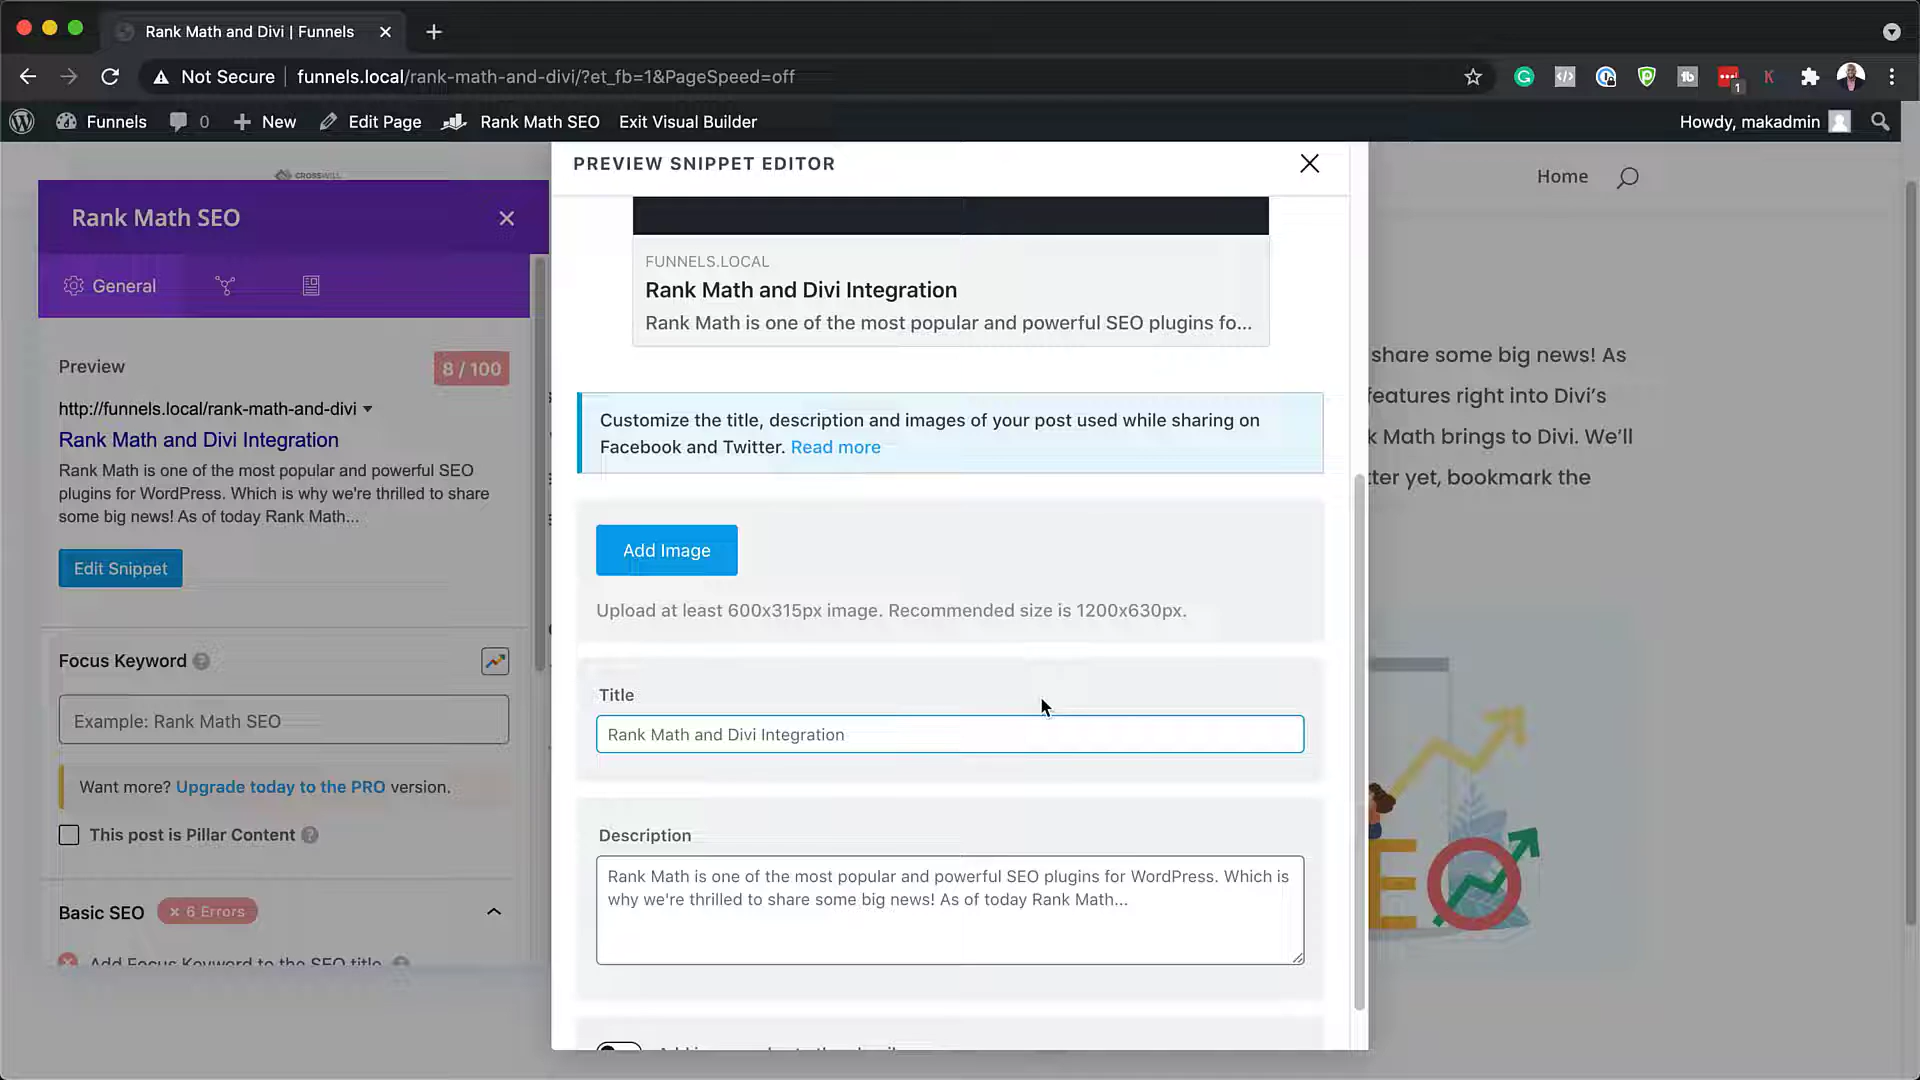 Rank Math and Divi | Funnels
Not Secure
funnels.local/rank-math-and-divi/?et_fb=1&PageSpeed=off
1
Funnels
0
New
Edit Page
Rank Math SEO
Exit Visual Builder
Howdy, makadmin
CROSSWILL
Home
Rank Math SEO
General
Preview
8 / 100
http://funnels.local/rank-math-and-divi
Rank Math and Divi Integration
Rank Math is one of the most popular and powerful SEO
plugins for WordPress. Which is why we're thrilled to share
some big news! As of today Rank Math...
Edit Snippet
Focus Keyword
Example: Rank Math SEO
Want more? Upgrade today to the PRO version.
This post is Pillar Content
Basic SEO
× 6 Errors
Add Focus Keyword to the SEO title
PREVIEW SNIPPET EDITOR
FUNNELS.LOCAL
Rank Math and Divi Integration
Rank Math is one of the most popular and powerful SEO plugins fo...
Customize the title, description and images of your post used while sharing on
Facebook and Twitter. Read more
Add Image
Upload at least 600x315px image. Recommended size is 1200x630px.
Title
Rank Math and Divi Integration
Description
Rank Math is one of the most popular and powerful SEO plugins for WordPress. Which is
why we're thrilled to share some big news! As of today Rank Math...
share some big news! As
features right into Divi's
k Math brings to Divi. We'll
ter yet, bookmark the